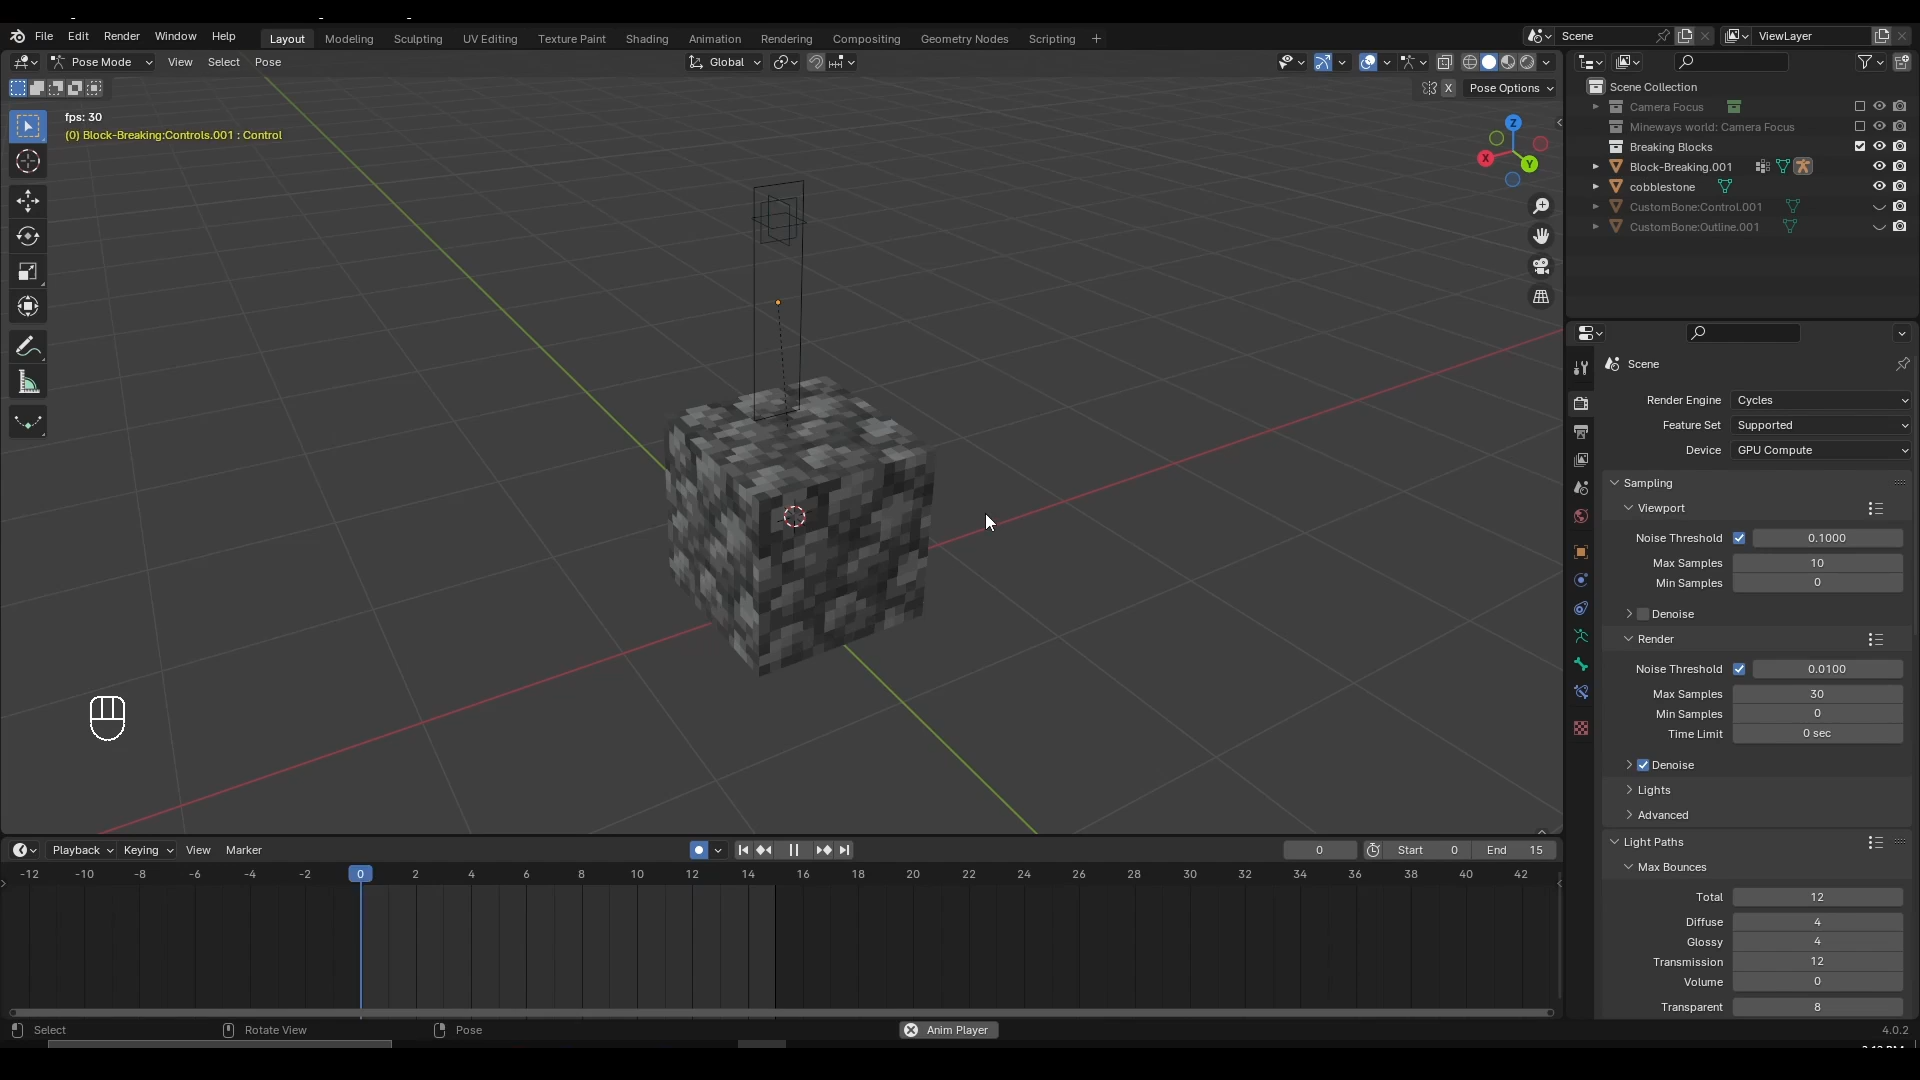 File Edit Render Window Help Layout Modeling Sculpting UV Editing Texture Paint Shading Animation Rendering Compositing Geometry Nodes Scripting + Scene ViewLayer
Pose Mode View Select Pose Global
X Pose Options
fps: 30
(0) Block-Breaking:Controls.001 : Control
Z
X
Y
Scene Collection
Camera Focus
Mineways world: Camera Focus
Breaking Blocks
Block-Breaking.001
cobblestone
CustomBone:Control.001
CustomBone:Outline.001
Scene
Render Engine Cycles
Feature Set Supported
Device GPU Compute
Sampling
Viewport
Noise Threshold 0.1000
Max Samples 10
Min Samples 0
Denoise
Render
Noise Threshold 0.0100
Max Samples 30
Min Samples 0
Time Limit 0 sec
Denoise
Lights
Advanced
Light Paths
Max Bounces
Total 12
Diffuse 4
Glossy 4
Transmission 12
Volume 0
Transparent 8
Playback Keying View Marker 0 Start 0 End 15
-12 -10 -8 -6 -4 -2 0 2 4 6 8 10 12 14 16 18 20 22 24 26 28 30 32 34 36 38 40 42
Select Rotate View Pose Anim Player 4.0.2